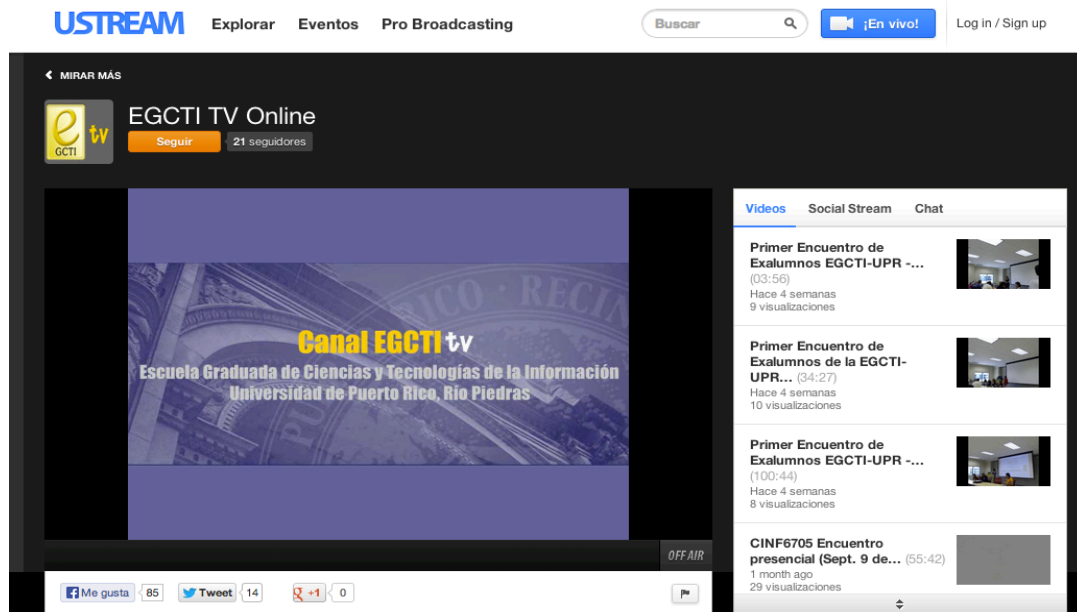 USTREAM Explorar Eventos Pro Broadcasting Buscar ¡En vivo! Log in / Sign up
MIRAR MÁS
e tv
GCTI
EGCTI TV Online
Seguir 21 seguidores
Canal EGCTI tv
Escuela Graduada de Ciencias y Tecnologías de la Información
Universidad de Puerto Rico, Río Piedras
OFF AIR
Me gusta 85 Tweet 14 +1 0
Videos Social Stream Chat
Primer Encuentro de
Exalumnos EGCTI-UPR -...
(03:56)
Hace 4 semanas
9 visualizaciones
Primer Encuentro de
Exalumnos de la EGCTI-
UPR... (34:27)
Hace 4 semanas
10 visualizaciones
Primer Encuentro de
Exalumnos EGCTI-UPR -...
(100:44)
Hace 4 semanas
8 visualizaciones
CINF6705 Encuentro
presencial (Sept. 9 de... (55:42)
1 month ago
29 visualizaciones